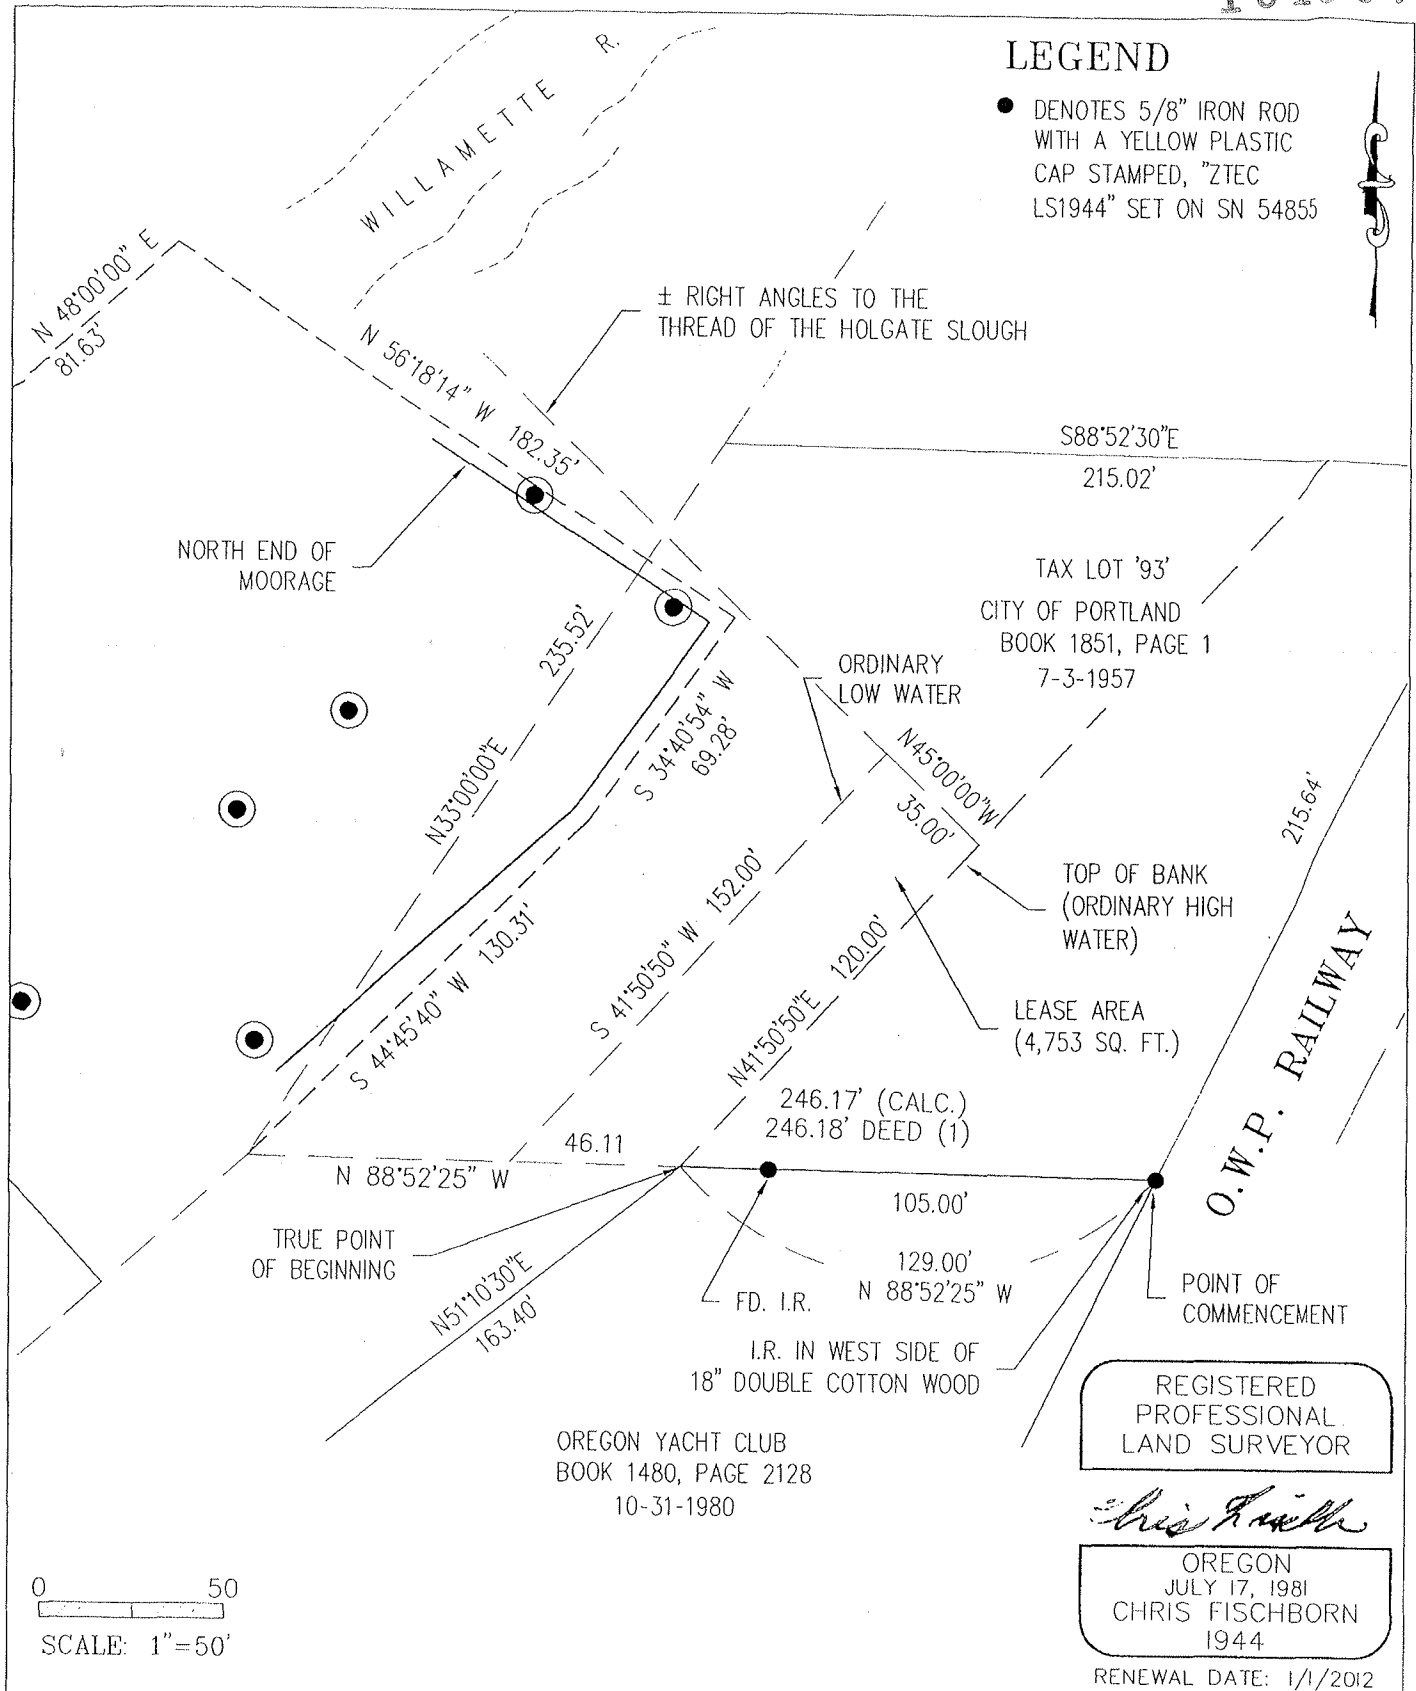 WILLAMETTE R.
LEGEND
DENOTES 5/8" IRON ROD
WITH A YELLOW PLASTIC
CAP STAMPED, "ZTEC
LS1944" SET ON SN 54855
N 48°00'00" E
81.63'
± RIGHT ANGLES TO THE
THREAD OF THE HOLGATE SLOUGH
N 56°18'14" W 182.35'
S88°52'30"E
215.02'
NORTH END OF
MOORAGE
TAX LOT '93'
CITY OF PORTLAND
BOOK 1851, PAGE 1
7-3-1957
235.52'
N33°00'00"E
ORDINARY
LOW WATER
S 34°40'54" W
69.28'
N45°00'00"W
35.00'
215.64'
TOP OF BANK
(ORDINARY HIGH
WATER)
S 44°45'40" W 130.31'
S 41°50'50" W 152.00'
N41°50'50"E 120.00'
LEASE AREA
(4,753 SQ. FT.)
O.W.P. RAILWAY
246.17' (CALC.)
246.18' DEED (1)
46.11
N 88°52'25" W
105.00'
TRUE POINT
OF BEGINNING
129.00'
N 88°52'25" W
N51°10'30"E
163.40'
FD. I.R.
POINT OF
COMMENCEMENT
I.R. IN WEST SIDE OF
18" DOUBLE COTTON WOOD
OREGON YACHT CLUB
BOOK 1480, PAGE 2128
10-31-1980
REGISTERED
PROFESSIONAL
LAND SURVEYOR
OREGON
JULY 17, 1981
CHRIS FISCHBORN
1944
RENEWAL DATE: 1/1/2012
0 50
SCALE: 1"=50'